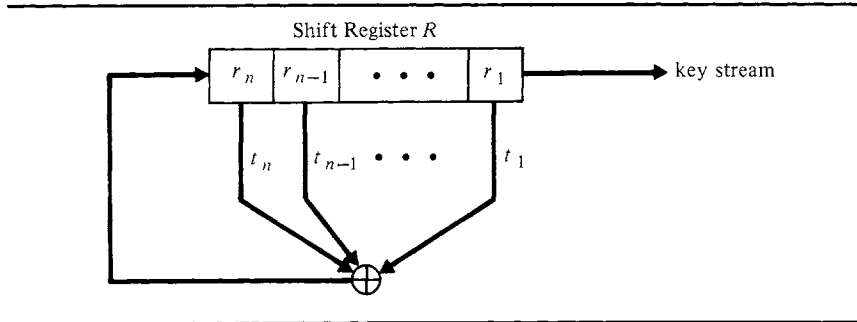 Shift Register R
r_n r_{n-1} • • • r_1 key stream
t_n t_{n-1} • • • t_1